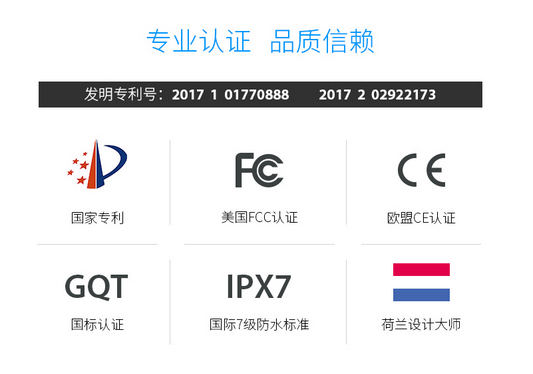 专业认证 品质信赖
发明专利号：2017 1 01770888 2017 2 02922173
FC CE
国家专利 美国FCC认证 欧盟CE认证
GQT IPX7
国标认证 国际7级防水标准 荷兰设计大师